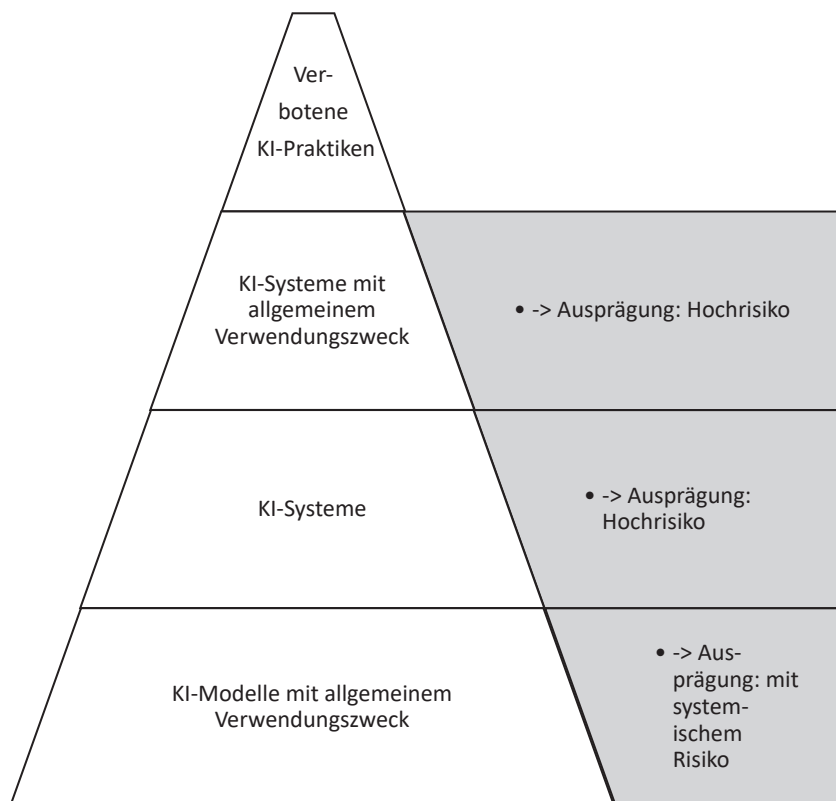 Ver-
botene
KI-Praktiken
KI-Systeme mit
allgemeinem
Verwendungszweck
• -> Ausprägung: Hochrisiko
KI-Systeme
• -> Ausprägung:
Hochrisiko
KI-Modelle mit allgemeinem
Verwendungszweck
• -> Aus-
prägung: mit
system-
ischem
Risiko